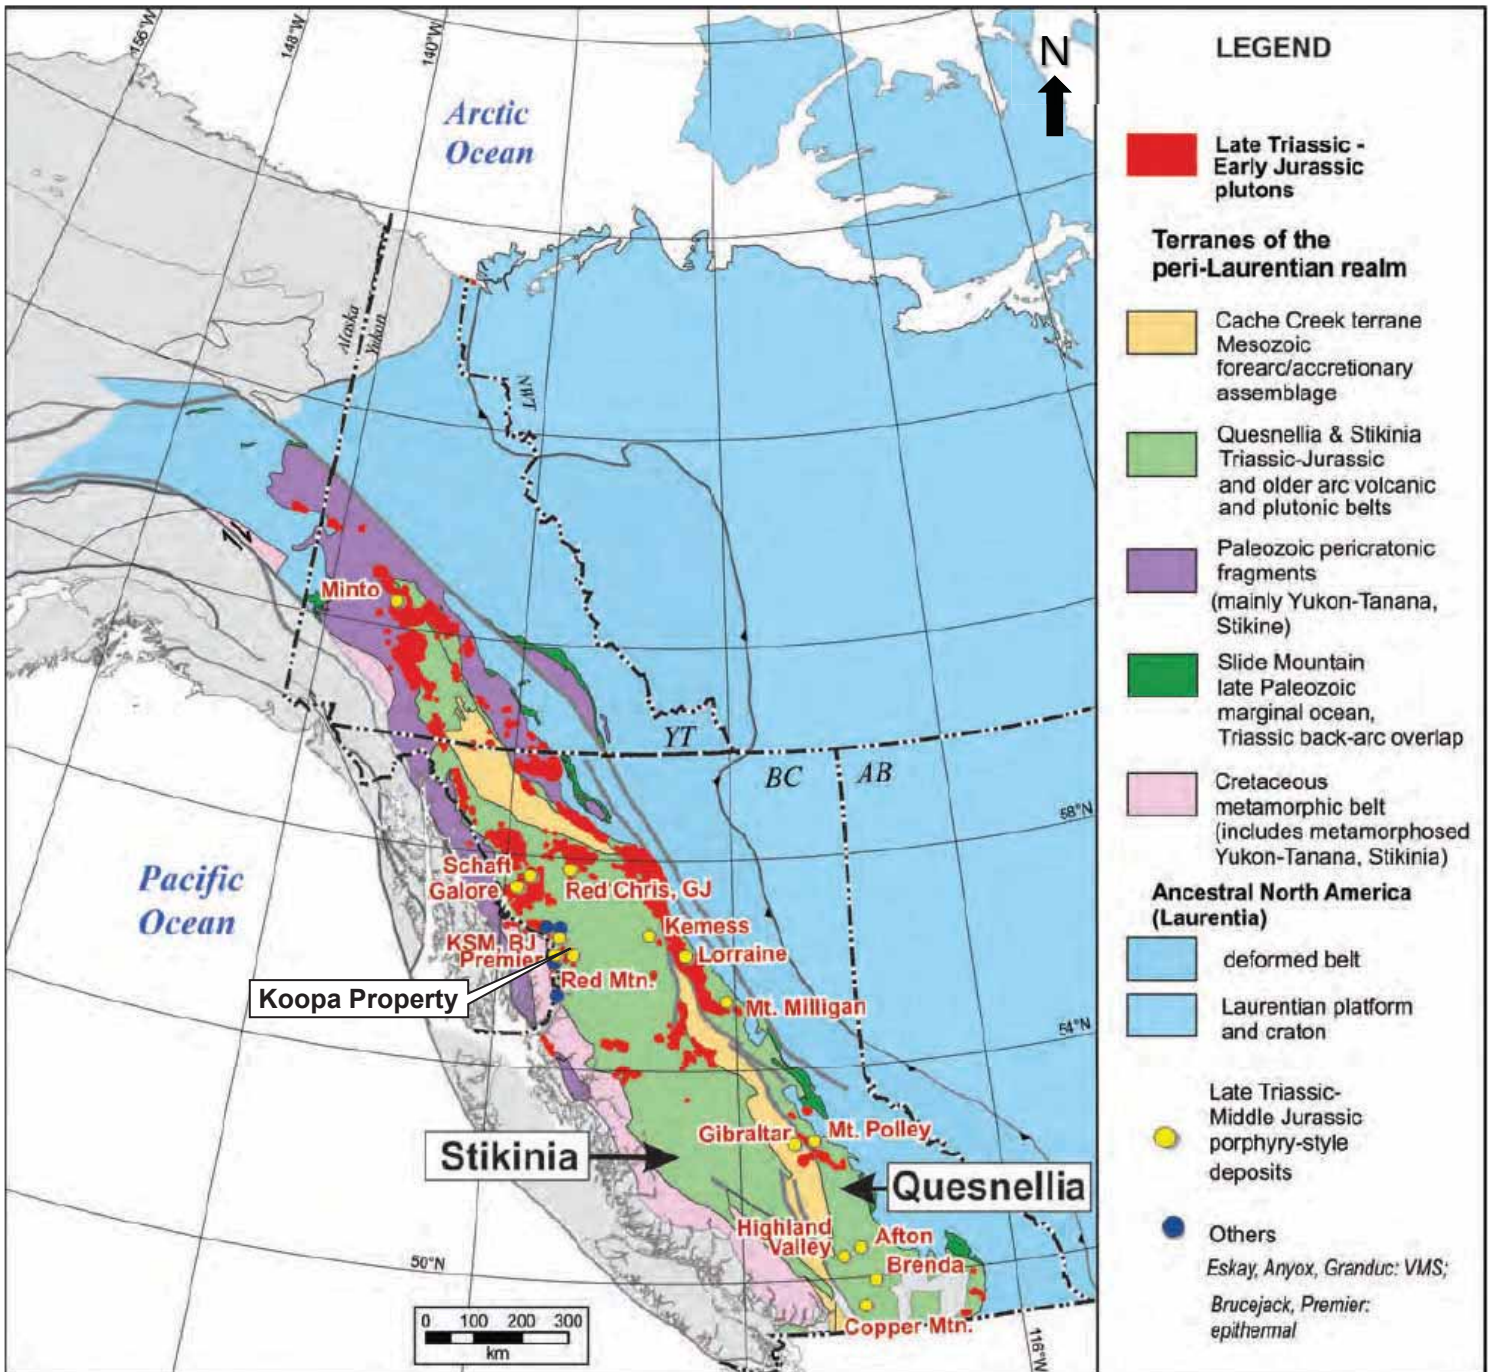 156°W
148°W
140°W
Arctic
Ocean
N
Alaska
Yukon
NWT
Minto
YT
BC
AB
58°N
Pacific
Ocean
Schaft
Galore
Red Chris, GJ
Kemess
KSM, BJ
Premier
Lorraine
Red Mtn.
Koopa Property
Mt. Milligan
54°N
Gibraltar
Mt. Polley
Stikinia
Quesnellia
Highland
Valley
Afton
Brenda
50°N
Copper Mtn.
0 100 200 300
km
116°W
LEGEND
Late Triassic -
Early Jurassic
plutons
Terranes of the
peri-Laurentian realm
Cache Creek terrane
Mesozoic
forearc/accretionary
assemblage
Quesnellia & Stikinia
Triassic-Jurassic
and older arc volcanic
and plutonic belts
Paleozoic pericratonic
fragments
(mainly Yukon-Tanana,
Stikine)
Slide Mountain
late Paleozoic
marginal ocean,
Triassic back-arc overlap
Cretaceous
metamorphic belt
(includes metamorphosed
Yukon-Tanana, Stikinia)
Ancestral North America
(Laurentia)
deformed belt
Laurentian platform
and craton
Late Triassic-
Middle Jurassic
porphyry-style
deposits
Others
Eskay, Anyox, Granduc: VMS;
Brucejack, Premier:
epithermal